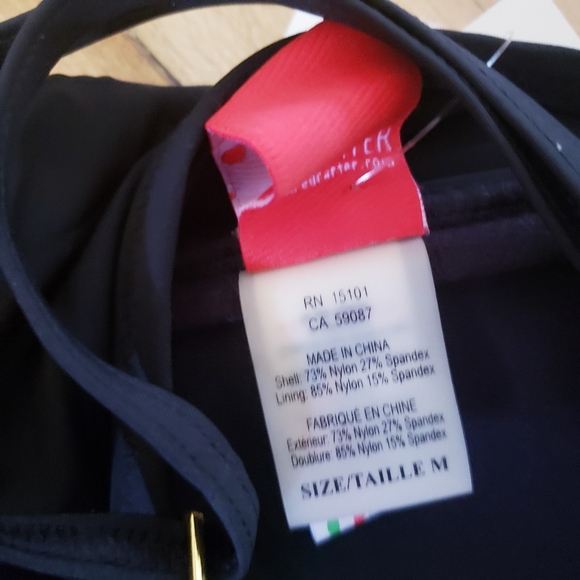 RN 15101
CA 59087
MADE IN CHINA
Shell: 73% Nylon 27% Spandex
Lining: 85% Nylon 15% Spandex
FABRIQUÉ EN CHINE
Extérieur: 73% Nylon 27% Spandex
Doublure: 85% Nylon 15% Spandex
SIZE/TAILLE M